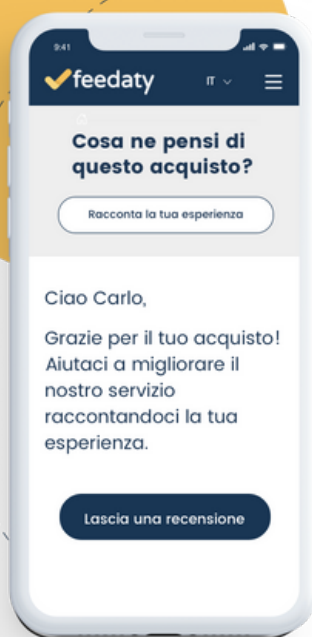 9:41
feedaty
IT
Cosa ne pensi di
questo acquisto?
Racconta la tua esperienza
Ciao Carlo,
Grazie per il tuo acquisto!
Aiutaci a migliorare il
nostro servizio
raccontandoci la tua
esperienza.
Lascia una recensione